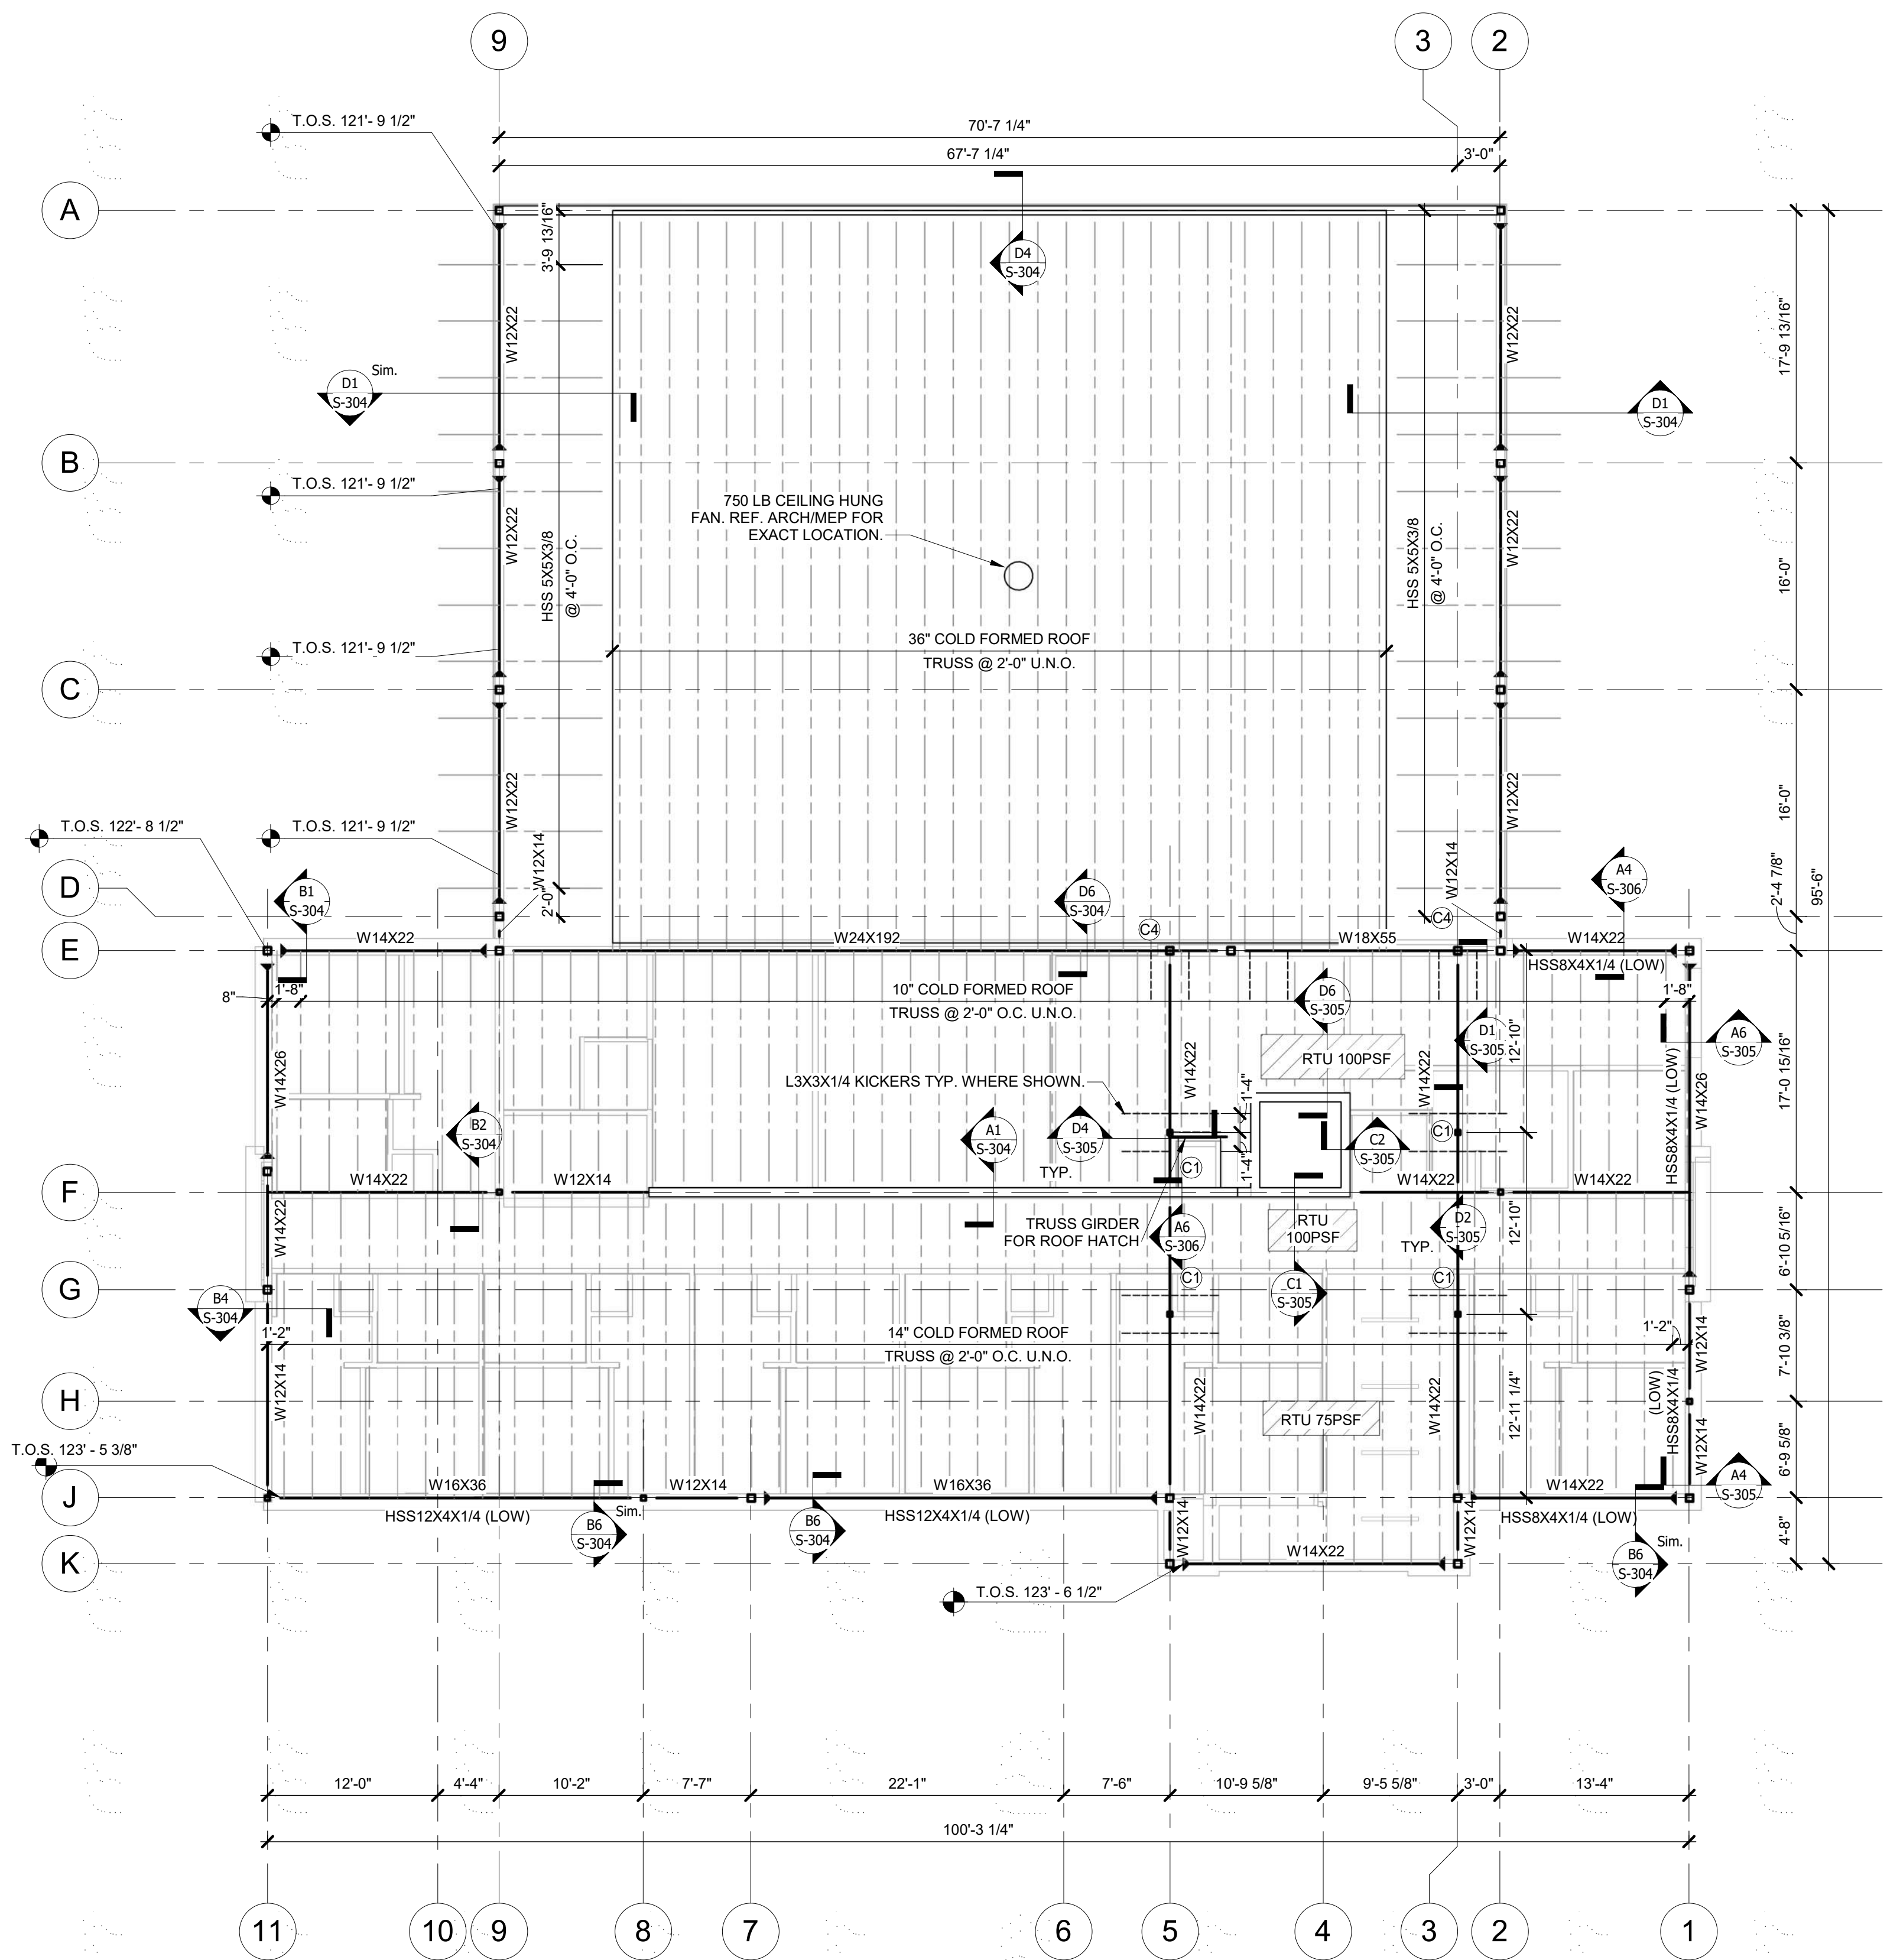 9
3
2
T.O.S. 121'- 9 1/2"
70'-7 1/4"
67'-7 1/4"
3'-0"
A
3'-9 13/16"
D4
S-304
W12X22
W12X22
17'-9 13/16"
Sim.
D1
S-304
D1
S-304
B
T.O.S. 121'- 9 1/2"
750 LB CEILING HUNG
FAN. REF. ARCH/MEP FOR
EXACT LOCATION.
W12X22
HSS 5X5X3/8
@ 4'-0" O.C.
HSS 5X5X3/8
@ 4'-0" O.C.
W12X22
16'-0"
T.O.S. 121'- 9 1/2"
36" COLD FORMED ROOF
TRUSS @ 2'-0" U.N.O.
C
W12X22
W12X22
16'-0"
T.O.S. 122'- 8 1/2"
T.O.S. 121'- 9 1/2"
W12X14
W12X14
2'-0"
2'-4 7/8"
95'-6"
D
B1
S-304
D6
S-304
A4
S-306
C4
C4
E
W14X22
W24X192
W18X55
W14X22
HSS8X4X1/4 (LOW)
8"
1'-8"
10" COLD FORMED ROOF
TRUSS @ 2'-0" O.C. U.N.O.
1'-8"
D6
S-305
D1
S-305
12'-10"
A6
S-305
RTU 100PSF
W14X26
W14X22
W14X22
HSS8X4X1/4 (LOW)
W14X26
17'-0 15/16"
L3X3X1/4 KICKERS TYP. WHERE SHOWN.
1'-4"
1'-4"
B2
S-304
A1
S-304
D4
S-305
C2
S-305
C1
C1
TYP.
F
W14X22
W12X14
W14X22
W14X22
W14X22
TRUSS GIRDER
FOR ROOF HATCH
A6
S-306
RTU
100PSF
D2
S-305
TYP.
12'-10"
6'-10 5/16"
G
C1
C1
C1
S-305
B4
S-304
1'-2"
14" COLD FORMED ROOF
TRUSS @ 2'-0" O.C. U.N.O.
1'-2"
W12X14
7'-10 3/8"
H
W12X14
W14X22
RTU 75PSF
W14X22
12'-11 1/4"
HSS8X4X1/4
(LOW)
W12X14
6'-9 5/8"
T.O.S. 123' - 5 3/8"
A4
S-305
J
W16X36
W12X14
W16X36
W14X22
HSS12X4X1/4 (LOW)
Sim.
HSS12X4X1/4 (LOW)
HSS8X4X1/4 (LOW)
B6
S-304
B6
S-304
W12X14
W12X14
4'-8"
K
W14X22
Sim.
B6
S-304
T.O.S. 123' - 6 1/2"
12'-0"
4'-4"
10'-2"
7'-7"
22'-1"
7'-6"
10'-9 5/8"
9'-5 5/8"
3'-0"
13'-4"
100'-3 1/4"
11
10
9
8
7
6
5
4
3
2
1